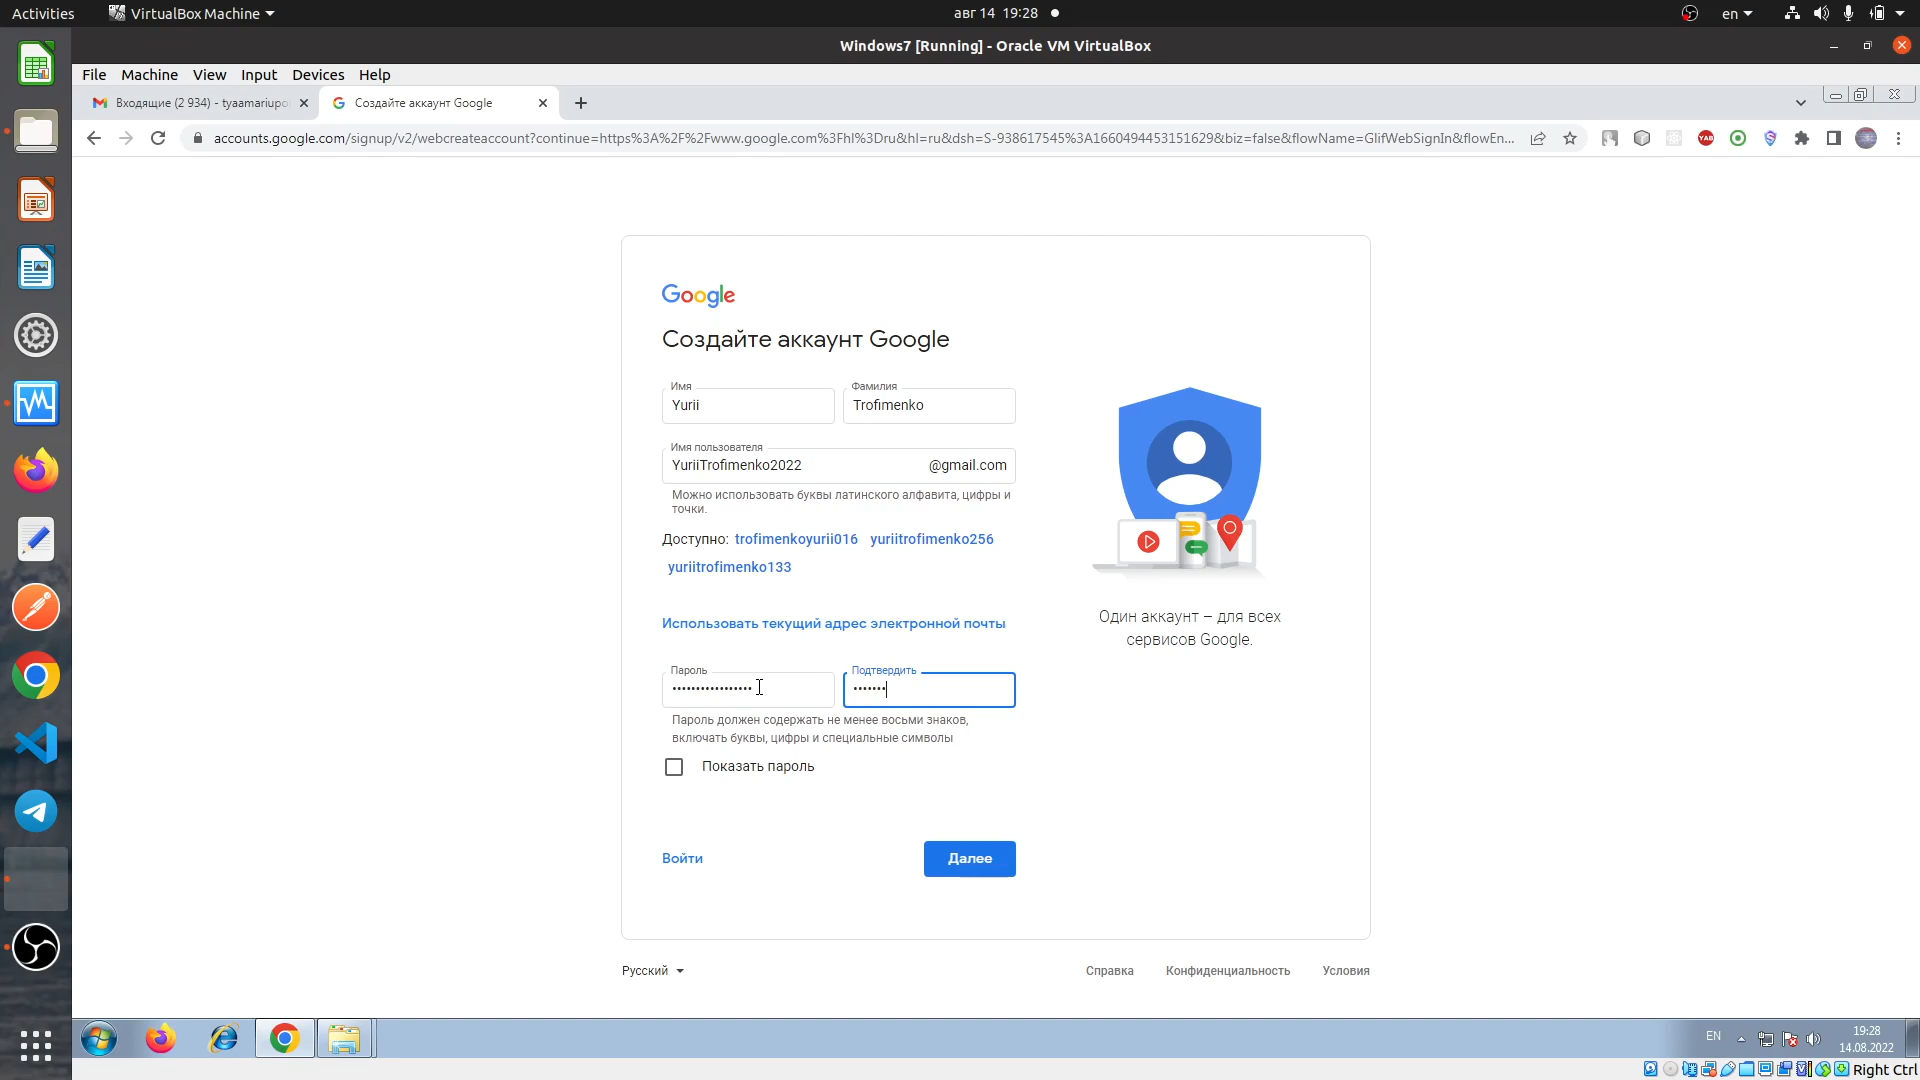 Activities
VirtualBox Machine
авг 14 19:28
en
Windows7 [Running] - Oracle VM VirtualBox
File Machine View Input Devices Help
Входящие (2 934) - tyaamariupo
Создайте аккаунт Google
accounts.google.com/signup/v2/webcreateaccount?continue=https%3A%2F%2Fwww.google.com%3Fhl%3Dru&hl=ru&dsh=S-938617545%3A1660494453151629&biz=false&flowName=GlifWebSignIn&flowEn...
YAB
Google
Создайте аккаунт Google
Имя
Фамилия
Yurii
Trofimenko
Имя пользователя
YuriiTrofimenko2022
@gmail.com
Можно использовать буквы латинского алфавита, цифры и
точки.
Доступно: trofimenkoyurii016 yuriitrofimenko256
yuriitrofimenko133
Использовать текущий адрес электронной почты
Один аккаунт – для всех
сервисов Google.
Пароль
Подтвердить
•••••••••••••••••
•••••••
Пароль должен содержать не менее восьми знаков,
включать буквы, цифры и специальные символы
Показать пароль
Войти
Далее
Русский
Справка
Конфиденциальность
Условия
EN
19:28
14.08.2022
Right Ctrl